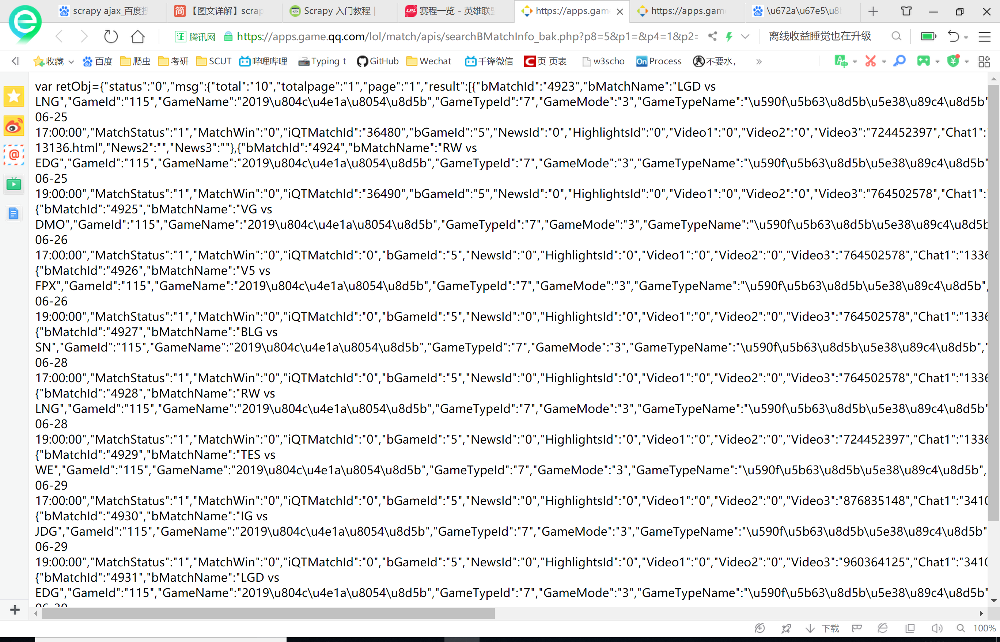 scrapy ajax_百度搜
简 【图文详解】scrap
Scrapy 入门教程 |
LPL 赛程一览 - 英雄联盟
https://apps.gam
https://apps.gam
\u672a\u67e5\u8
证 腾讯网 https://apps.game.qq.com/lol/match/apis/searchBMatchInfo_bak.php?p8=5&p1=&p4=1&p2= 离线收益睡觉也在升级
收藏 百度 爬虫 考研 SCUT 哔哩哔哩 Typing t GitHub Wechat 千锋微信 C 页 页表 w3scho On Process 不要水, »
var retObj={"status":"0","msg":{"total":"10","totalpage":"1","page":"1","result":[{"bMatchId":"4923","bMatchName":"LGD vs
LNG","GameId":"115","GameName":"2019\u804c\u4e1a\u8054\u8d5b","GameTypeId":"7","GameMode":"3","GameTypeName":"\u590f\u5b63\u8d5b\u5e38\u89c4\u8d5b"
06-25
17:00:00","MatchStatus":"1","MatchWin":"0","iQTMatchId":"36480","bGameId":"5","NewsId":"0","HighlightsId":"0","Video1":"0","Video2":"0","Video3":"724452397","Chat1":
13136.html","News2":"","News3":""},{"bMatchId":"4924","bMatchName":"RW vs
EDG","GameId":"115","GameName":"2019\u804c\u4e1a\u8054\u8d5b","GameTypeId":"7","GameMode":"3","GameTypeName":"\u590f\u5b63\u8d5b\u5e38\u89c4\u8d5b"
06-25
19:00:00","MatchStatus":"1","MatchWin":"0","iQTMatchId":"36490","bGameId":"5","NewsId":"0","HighlightsId":"0","Video1":"0","Video2":"0","Video3":"764502578","Chat1":
{"bMatchId":"4925","bMatchName":"VG vs
DMO","GameId":"115","GameName":"2019\u804c\u4e1a\u8054\u8d5b","GameTypeId":"7","GameMode":"3","GameTypeName":"\u590f\u5b63\u8d5b\u5e38\u89c4\u8d5b
06-26
17:00:00","MatchStatus":"1","MatchWin":"0","iQTMatchId":"0","bGameId":"5","NewsId":"0","HighlightsId":"0","Video1":"0","Video2":"0","Video3":"764502578","Chat1":"1336
{"bMatchId":"4926","bMatchName":"V5 vs
FPX","GameId":"115","GameName":"2019\u804c\u4e1a\u8054\u8d5b","GameTypeId":"7","GameMode":"3","GameTypeName":"\u590f\u5b63\u8d5b\u5e38\u89c4\u8d5b",
06-26
19:00:00","MatchStatus":"1","MatchWin":"0","iQTMatchId":"0","bGameId":"5","NewsId":"0","HighlightsId":"0","Video1":"0","Video2":"0","Video3":"764502578","Chat1":"1336
{"bMatchId":"4927","bMatchName":"BLG vs
SN","GameId":"115","GameName":"2019\u804c\u4e1a\u8054\u8d5b","GameTypeId":"7","GameMode":"3","GameTypeName":"\u590f\u5b63\u8d5b\u5e38\u89c4\u8d5b","
06-28
17:00:00","MatchStatus":"1","MatchWin":"0","iQTMatchId":"0","bGameId":"5","NewsId":"0","HighlightsId":"0","Video1":"0","Video2":"0","Video3":"764502578","Chat1":"1336
{"bMatchId":"4928","bMatchName":"RW vs
LNG","GameId":"115","GameName":"2019\u804c\u4e1a\u8054\u8d5b","GameTypeId":"7","GameMode":"3","GameTypeName":"\u590f\u5b63\u8d5b\u5e38\u89c4\u8d5b"
06-28
19:00:00","MatchStatus":"1","MatchWin":"0","iQTMatchId":"0","bGameId":"5","NewsId":"0","HighlightsId":"0","Video1":"0","Video2":"0","Video3":"724452397","Chat1":"1336
{"bMatchId":"4929","bMatchName":"TES vs
WE","GameId":"115","GameName":"2019\u804c\u4e1a\u8054\u8d5b","GameTypeId":"7","GameMode":"3","GameTypeName":"\u590f\u5b63\u8d5b\u5e38\u89c4\u8d5b",
06-29
17:00:00","MatchStatus":"1","MatchWin":"0","iQTMatchId":"0","bGameId":"5","NewsId":"0","HighlightsId":"0","Video1":"0","Video2":"0","Video3":"876835148","Chat1":"3410
{"bMatchId":"4930","bMatchName":"IG vs
JDG","GameId":"115","GameName":"2019\u804c\u4e1a\u8054\u8d5b","GameTypeId":"7","GameMode":"3","GameTypeName":"\u590f\u5b63\u8d5b\u5e38\u89c4\u8d5b"
06-29
19:00:00","MatchStatus":"1","MatchWin":"0","iQTMatchId":"0","bGameId":"5","NewsId":"0","HighlightsId":"0","Video1":"0","Video2":"0","Video3":"960364125","Chat1":"3410
{"bMatchId":"4931","bMatchName":"LGD vs
EDG","GameId":"115","GameName":"2019\u804c\u4e1a\u8054\u8d5b","GameTypeId":"7","GameMode":"3","GameTypeName":"\u590f\u5b63\u8d5b\u5e38\u89c4\u8d5b"
06-30
下载 100%